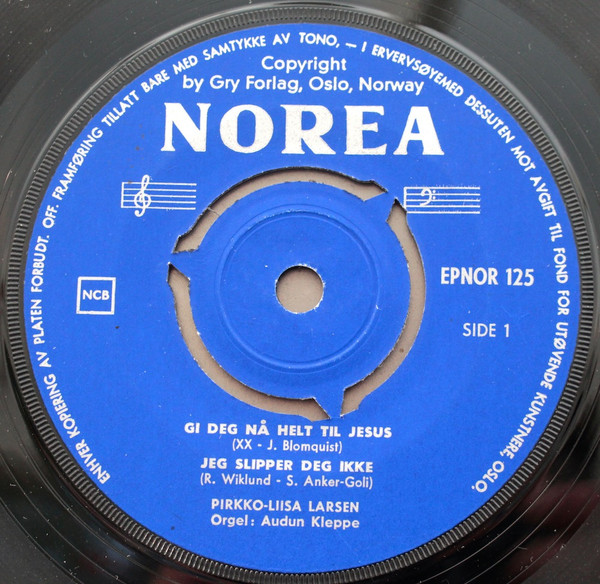 ENHVER KOPIERING AV PLATEN FORBUDT. OFF. FRAMFØRING TILLATT BARE MED SAMTYKKE AV TONO, – I ERVERVSØYEMED DESSUTEN MOT AVGIFT TIL FOND FOR UTØVENDE KUNSTNERE, OSLO.
Copyright
by Gry Forlag, Oslo, Norway
NOREA
NCB
EPNOR 125
SIDE 1
GI DEG NÅ HELT TIL JESUS
(XX - J. Blomquist)
JEG SLIPPER DEG IKKE
(R. Wiklund - S. Anker-Goli)
PIRKKO-LIISA LARSEN
Orgel: Audun Kleppe